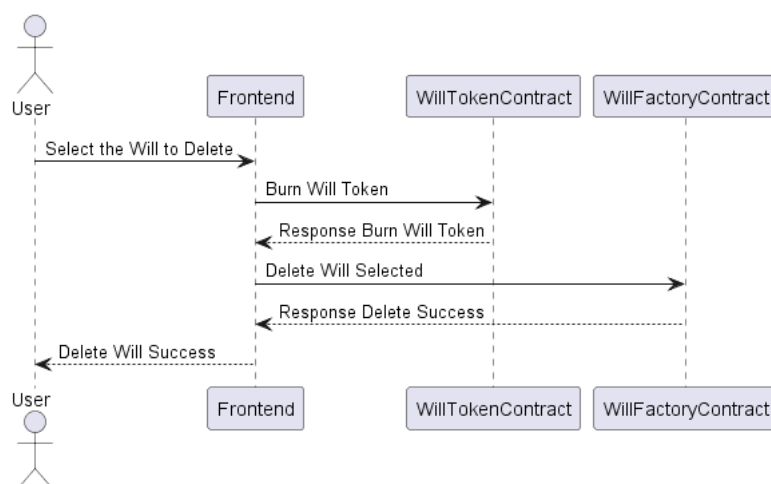 User
Frontend
WillTokenContract
WillFactoryContract
Select the Will to Delete
Burn Will Token
Response Burn Will Token
Delete Will Selected
Response Delete Success
Delete Will Success
User
Frontend
WillTokenContract
WillFactoryContract